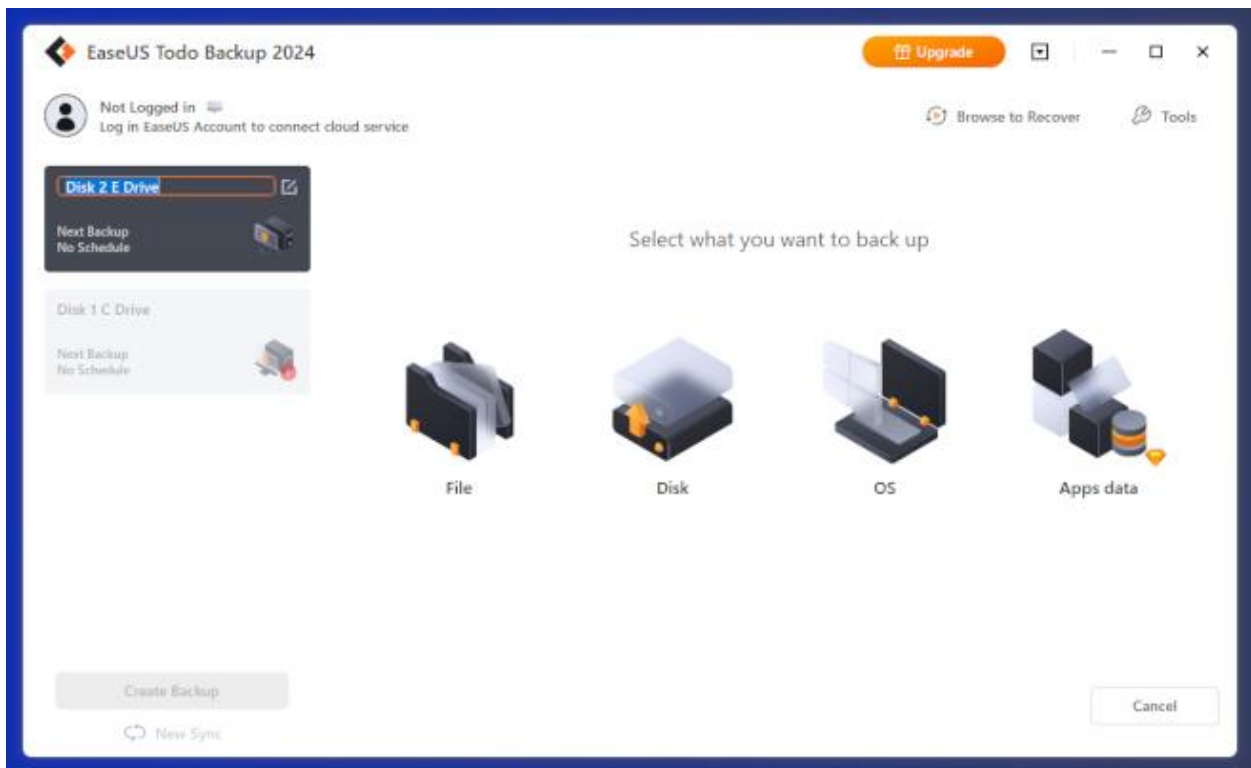 EaseUS Todo Backup 2024
Upgrade
Not Logged in
Log in EaseUS Account to connect cloud service
Browse to Recover
Tools
Disk 2 E Drive
Next Backup
No Schedule
Select what you want to back up
Disk 1 C Drive
Next Backup
No Schedule
File
Disk
OS
Apps data
Create Backup
New Sync
Cancel